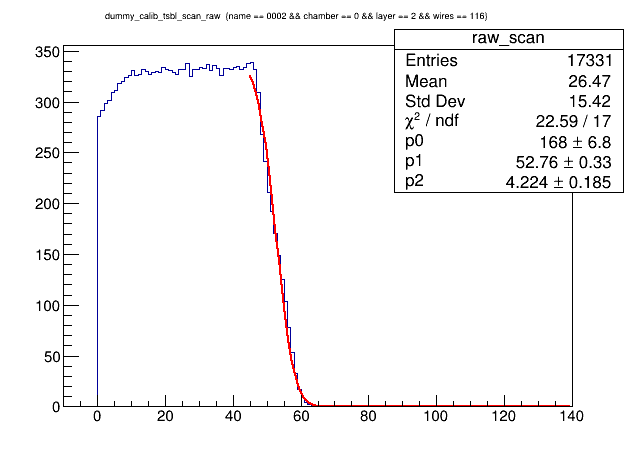 dummy_calib_tsbl_scan_raw (name == 0002 && chamber == 0 && layer == 2 && wires == 116)
raw_scan
Entries 17331
Mean 26.47
Std Dev 15.42
χ² / ndf 22.59 / 17
p0 168 ± 6.8
p1 52.76 ± 0.33
p2 4.224 ± 0.185
350
300
250
200
150
100
50
0
0 20 40 60 80 100 120 140